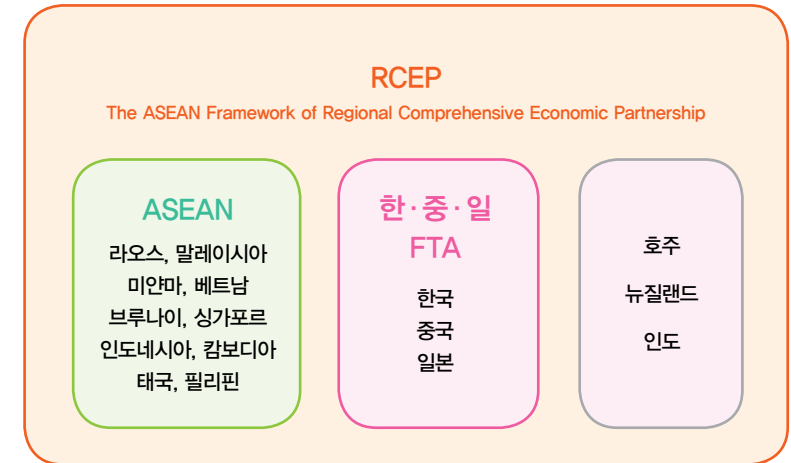 RCEP
The ASEAN Framework of Regional Comprehensive Economic Partnership
ASEAN
라오스, 말레이시아
미얀마, 베트남
브루나이, 싱가포르
인도네시아, 캄보디아
태국, 필리핀
한·중·일
FTA
한국
중국
일본
호주
뉴질랜드
인도